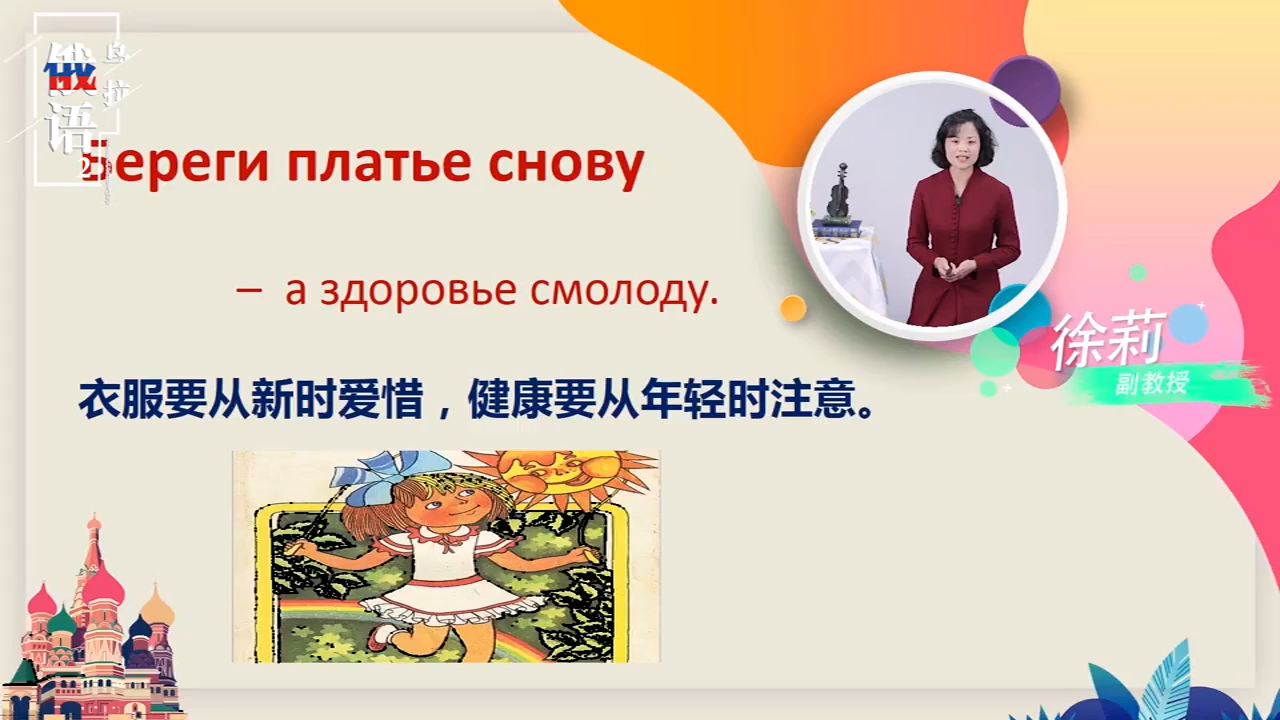 俄语
乌拉
2
Береги платье снову
– а здоровье смолоду.
衣服要从新时爱惜，健康要从年轻时注意。
徐莉
副教授